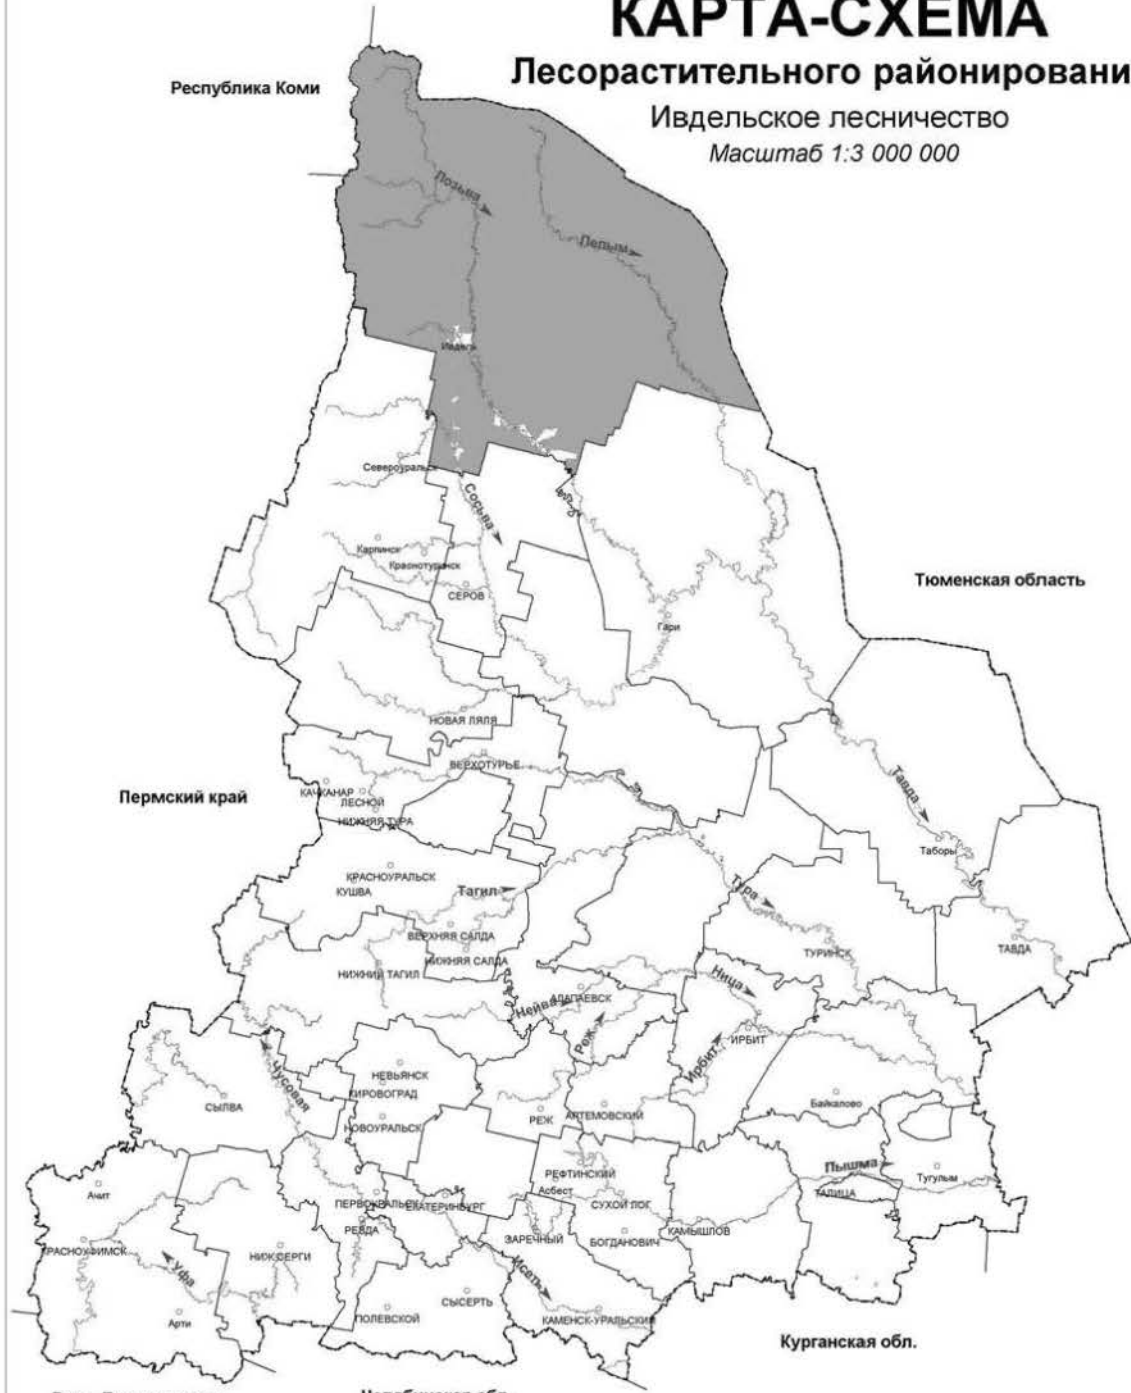 КАРТА-СХЕМА
Лесорастительного районировани
Ивдельское лесничество
Масштаб 1:3 000 000
Республика Коми
Лозьва
Пелым
Ивдель
Североуральск
Сосьва
Карпинск
Краснотурьинск
СЕРОВ
Тюменская область
Гари
НОВАЯ ЛЯЛЯ
ВЕРХОТУРЬЕ
Пермский край
КАЧКАНАР
ЛЕСНОЙ
НИЖНЯЯ ТУРА
Тавда
Таборы
КРАСНОУРАЛЬСК
КУШВА
Тагил
Тура
ВЕРХНЯЯ САЛДА
НИЖНЯЯ САЛДА
НИЖНИЙ ТАГИЛ
ТУРИНСК
ТАВДА
Ница
Нейва
АЛАПАЕВСК
Реж
Ирбит
ИРБИТ
Чусовая
НЕВЬЯНСК
КИРОВОГРАД
СЫЛВА
НОВОУРАЛЬСК
РЕЖ
АРТЕМОВСКИЙ
Байкалово
Ачит
РЕФТИНСКИЙ
Асбест
Пышма
Тугулым
ТАЛИЦА
ПЕРВОУРАЛЬСК
ЕКАТЕРИНБУРГ
СУХОЙ ЛОГ
РЕВДА
ЗАРЕЧНЫЙ
БОГДАНОВИЧ
КАМЫШЛОВ
КРАСНОУФИМСК
НИЖ.СЕРГИ
Уфа
Исеть
Арти
СЫСЕРТЬ
ПОЛЕВСКОЙ
КАМЕНСК-УРАЛЬСКИЙ
Курганская обл.
Челябинская обл.